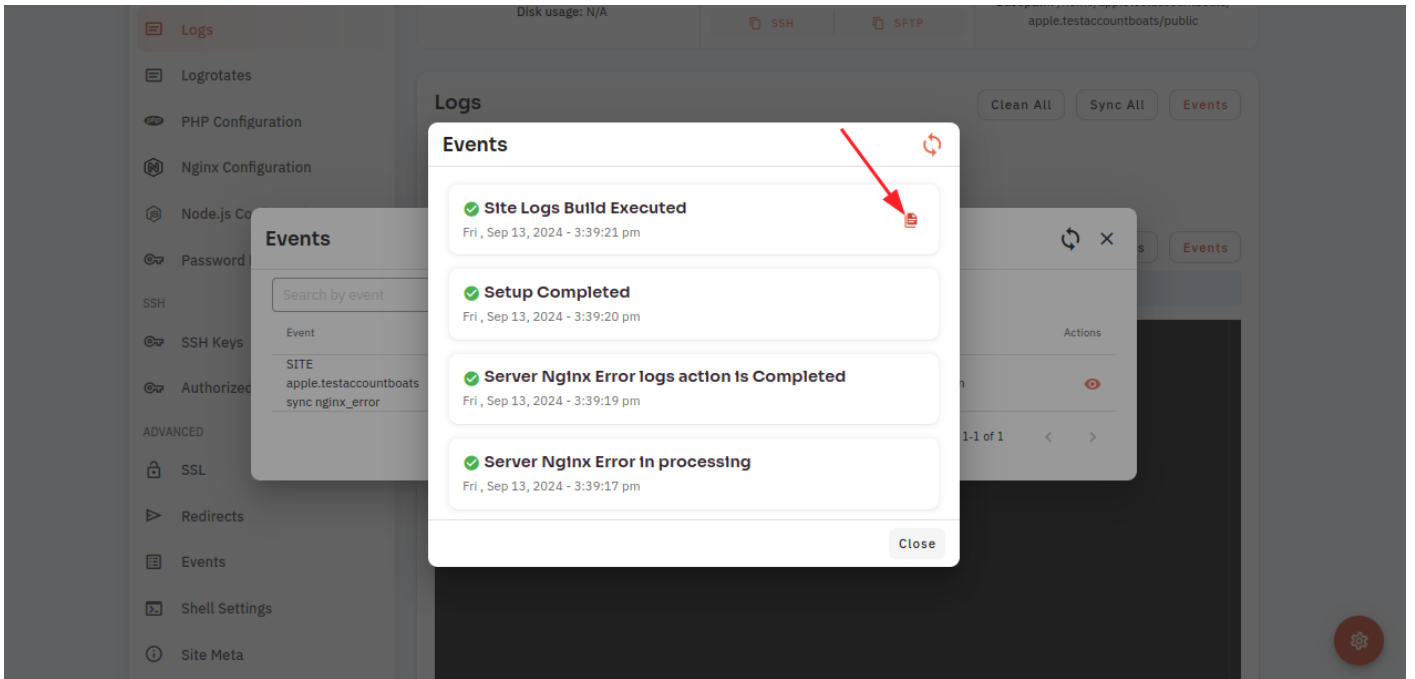 Logs
Logrotates
PHP Configuration
Nginx Configuration
Node.js Co
Password
SSH
SSH Keys
Authorized
ADVANCED
SSL
Redirects
Events
Shell Settings
Site Meta
Disk usage: N/A
SSH
SFTP
apple.testaccountboats/public
Logs
Clean All
Sync All
Events
s
Events
Events
Search by event
Event
Actions
SITE
apple.testaccountboats
sync nginx_error
n
1-1 of 1
Events
Site Logs Build Executed
Fri , Sep 13, 2024 - 3:39:21 pm
Setup Completed
Fri , Sep 13, 2024 - 3:39:20 pm
Server Nginx Error logs action is Completed
Fri , Sep 13, 2024 - 3:39:19 pm
Server Nginx Error in processing
Fri , Sep 13, 2024 - 3:39:17 pm
Close